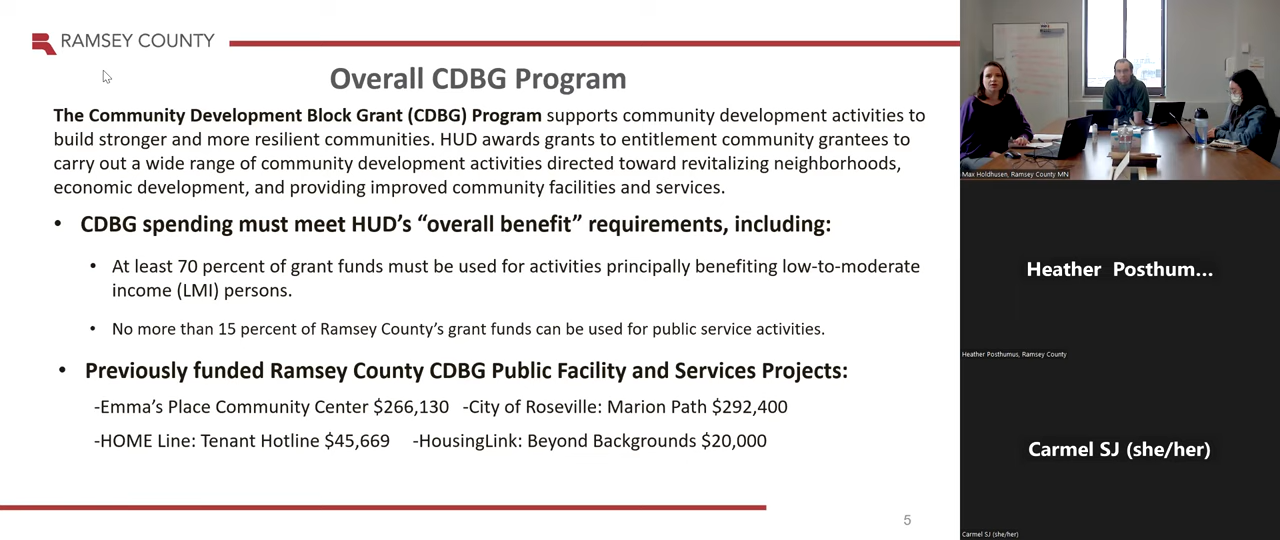 RAMSEY COUNTY
Overall CDBG Program
The Community Development Block Grant (CDBG) Program supports community development activities to
build stronger and more resilient communities. HUD awards grants to entitlement community grantees to
carry out a wide range of community development activities directed toward revitalizing neighborhoods,
economic development, and providing improved community facilities and services.
• CDBG spending must meet HUD’s “overall benefit” requirements, including:
• At least 70 percent of grant funds must be used for activities principally benefiting low-to-moderate
income (LMI) persons.
• No more than 15 percent of Ramsey County’s grant funds can be used for public service activities.
• Previously funded Ramsey County CDBG Public Facility and Services Projects:
-Emma’s Place Community Center $266,130 -City of Roseville: Marion Path $292,400
-HOME Line: Tenant Hotline $45,669 -HousingLink: Beyond Backgrounds $20,000
5
Max Holdhusen, Ramsey County MN
Heather Posthum...
Heather Posthumus, Ramsey County
Carmel SJ (she/her)
Carmel SJ (she/her)